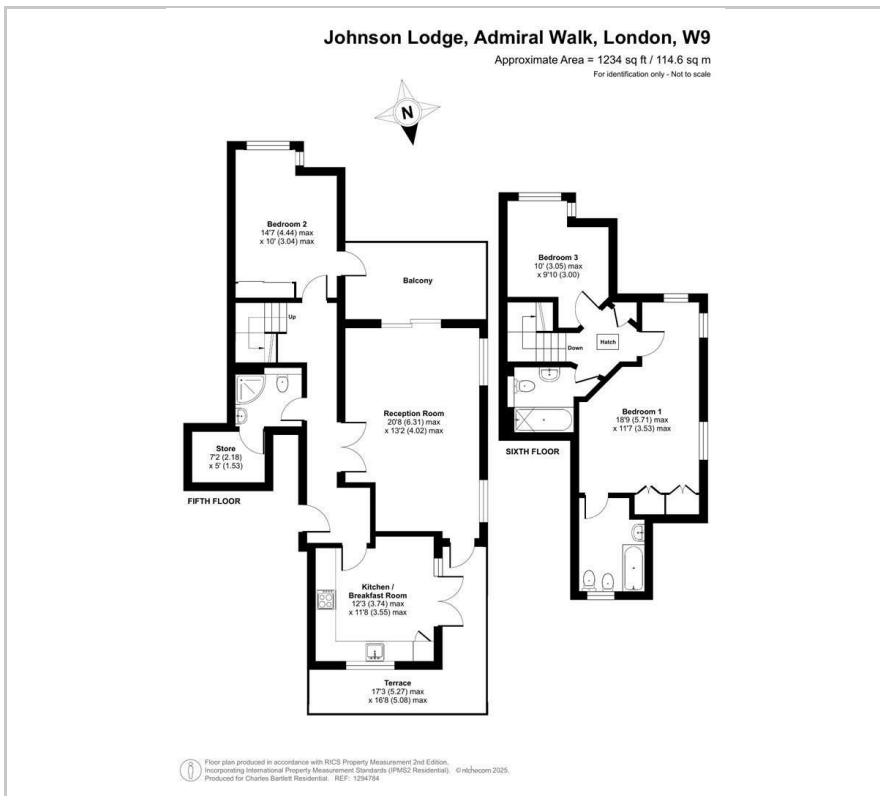 Johnson Lodge, Admiral Walk, London, W9
Approximate Area = 1234 sq ft / 114.6 sq m
For identification only - Not to scale
N
Bedroom 2
14'7 (4.44) max
x 10' (3.04) max
Balcony
Up
Reception Room
20'8 (6.31) max
x 13'2 (4.02) max
Store
7'2 (2.18)
x 5' (1.53)
FIFTH FLOOR
Kitchen /
Breakfast Room
12'3 (3.74) max
x 11'8 (3.55) max
Terrace
17'3 (5.27) max
x 16'8 (5.08) max
Bedroom 3
10' (3.05) max
x 9'10 (3.00)
Down
Hatch
Bedroom 1
18'9 (5.71) max
x 11'7 (3.53) max
SIXTH FLOOR
Floor plan produced in accordance with RICS Property Measurement 2nd Edition,
Incorporating International Property Measurement Standards (IPMS2 Residential). © ntchecom 2025.
Produced for Charles Bartlett Residential. REF: 1294784